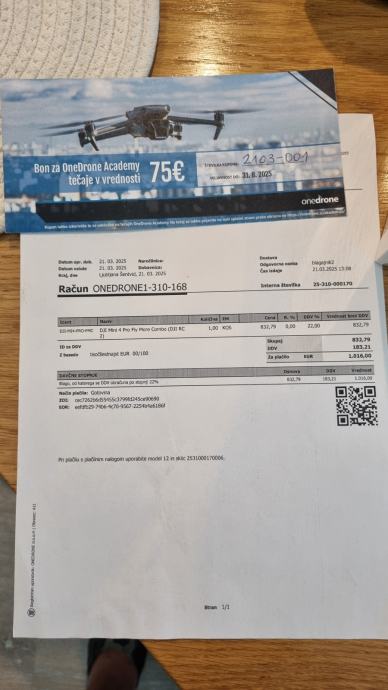 Bon za OneDrone Academy
tečaje v vrednosti
75€
2103-001
31. 8. 2025
onedrone
Datum opr. dob. 21. 03. 2025
Datum valute 21. 03. 2025
Kraj, dne Ljubljana Šentvid, 21. 03. 2025
Naročilnica:
Dobavnica:
Dostava
Odgovorna oseba blagajnik2
Čas izdaje 21.03.2025 13:08
Račun ONEDRONE1-310-168
Interna številka 25-310-000170
Ident Naziv Količina EM Cena R. % DDV % Vrednost brez DDV
DJI Mini 4 Pro Fly More Combo (DJI RC 2) 1,00 KOS 832,79 0,00 22,00 832,79
Skupaj 832,79
ID za DDV
DDV 183,21
Z besedo tisočšestnajst EUR 00/100
Za plačilo EUR 1.016,00
DAVČNE STOPNJE Osnova DDV Vrednost
Blago, od katerega se DDV obračuna po stopnji 22% 832,79 183,21 1.016,00
Način plačila: Gotovina
ZOI:
EOR:
Pri plačilu s plačilnim nalogom uporabite model 12 in sklic 2531000170006.
Stran 1/1